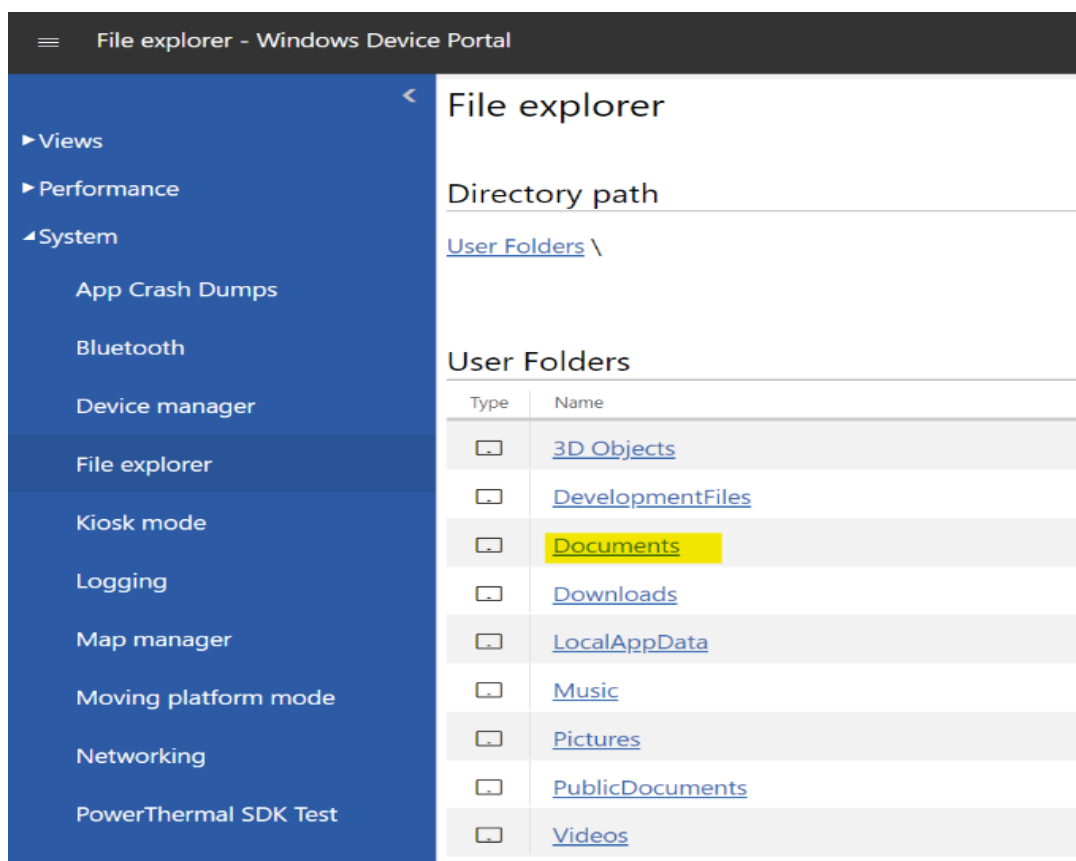 File explorer - Windows Device Portal
Views
Performance
System
App Crash Dumps
Bluetooth
Device manager
File explorer
Kiosk mode
Logging
Map manager
Moving platform mode
Networking
PowerThermal SDK Test
File explorer
Directory path
User Folders \
User Folders
Type Name
3D Objects
DevelopmentFiles
Documents
Downloads
LocalAppData
Music
Pictures
PublicDocuments
Videos